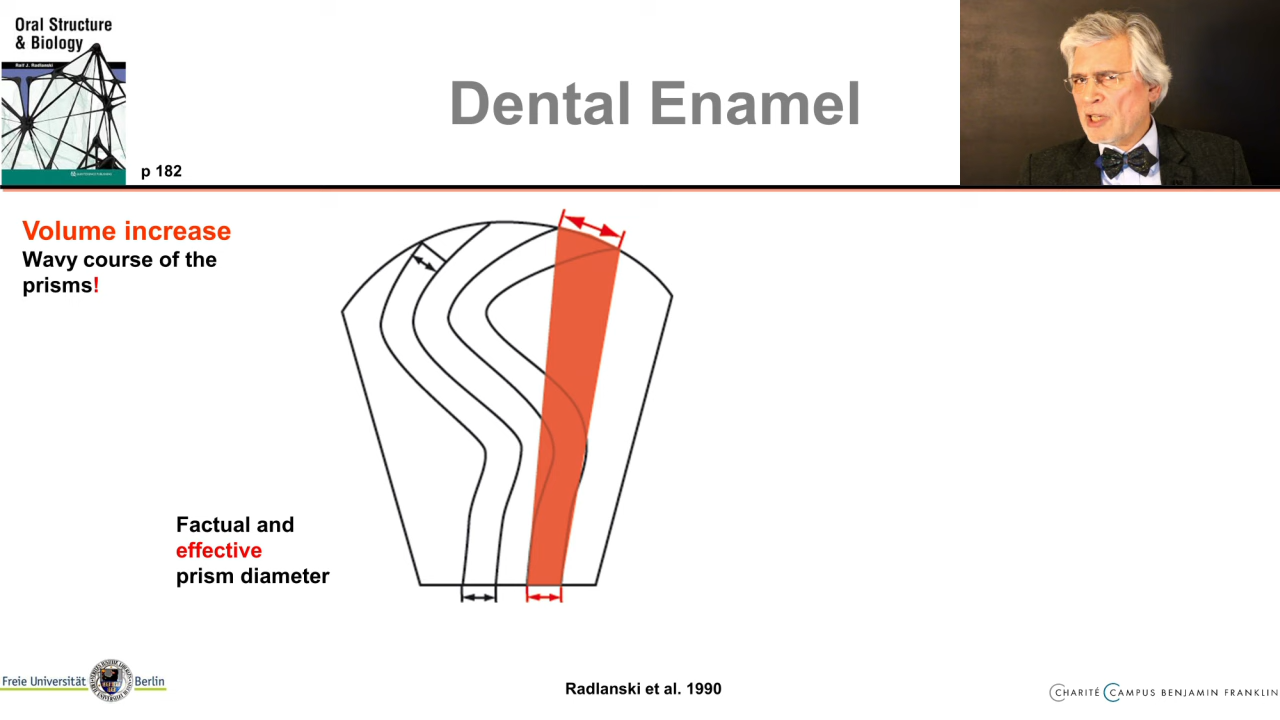 Oral Structure
& Biology
Ralf J. Radlanski
p 182
Dental Enamel
Volume increase
Wavy course of the
prisms!
Factual and
effective
prism diameter
Freie Universität Berlin
Radlanski et al. 1990
CHARITÉ CAMPUS BENJAMIN FRANKLIN